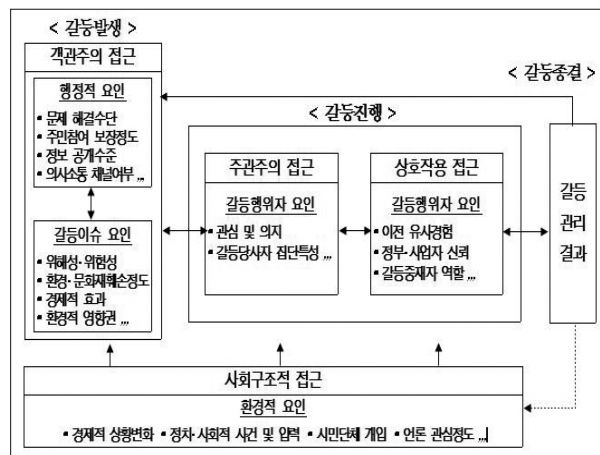 < 갈등발생 >
객관주의 접근
행정적 요인
▪ 문제 해결수단
▪ 주민참여 보장정도
▪ 정보 공개수준
▪ 의사소통 채널여부 ...
갈등이슈 요인
▪ 위해성·위험성
▪ 환경·문화재훼손정도
▪ 경제적 효과
▪ 환경적 영향권 ...
< 갈등진행 >
주관주의 접근
갈등행위자 요인
▪ 관심 및 의지
▪ 갈등당사자 집단특성 ...
상호작용 접근
갈등행위자 요인
▪ 이전 유사경험
▪ 정부·사업자 신뢰
▪ 갈등중재자 역할 ...
< 갈등종결 >
갈등
관리
결과
사회구조적 접근
환경적 요인
▪ 경제적 상황변화 ▪ 정치·사회적 사건 및 압력 ▪ 시민단체 개입 ▪ 언론 관심정도 ...